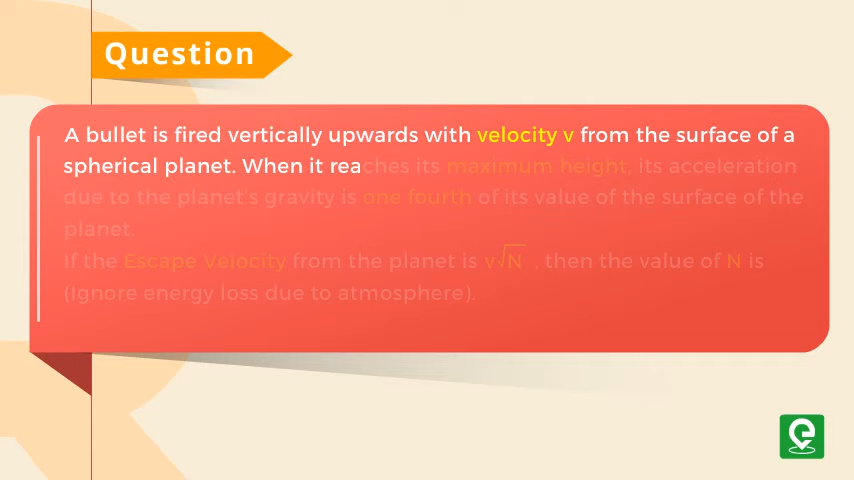 Question
A bullet is fired vertically upwards with velocity v from the surface of a
spherical planet. When it reaches its maximum height, its acceleration
due to the planet's gravity is one fourth of its value of the surface of the
planet.
If the Escape Velocity from the planet is v√N , then the value of N is
(Ignore energy loss due to atmosphere).